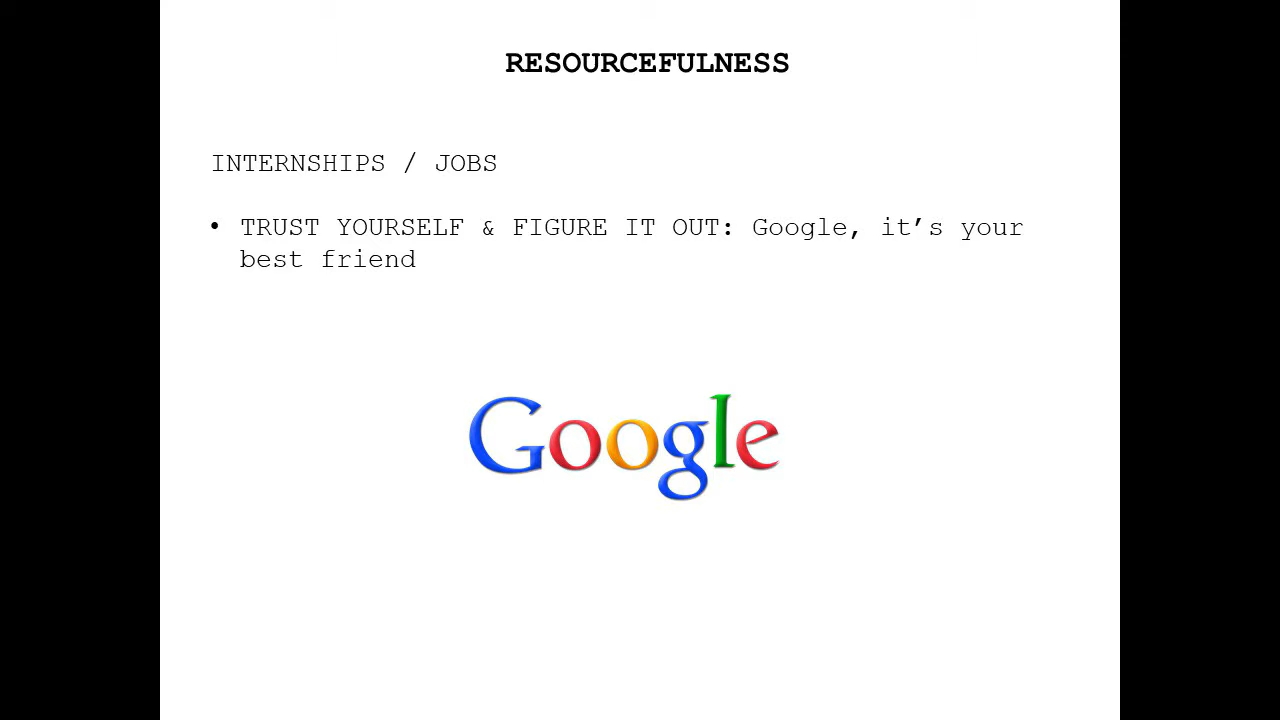 RESOURCEFULNESS
INTERNSHIPS / JOBS
• TRUST YOURSELF & FIGURE IT OUT: Google, it’s your
best friend
Google